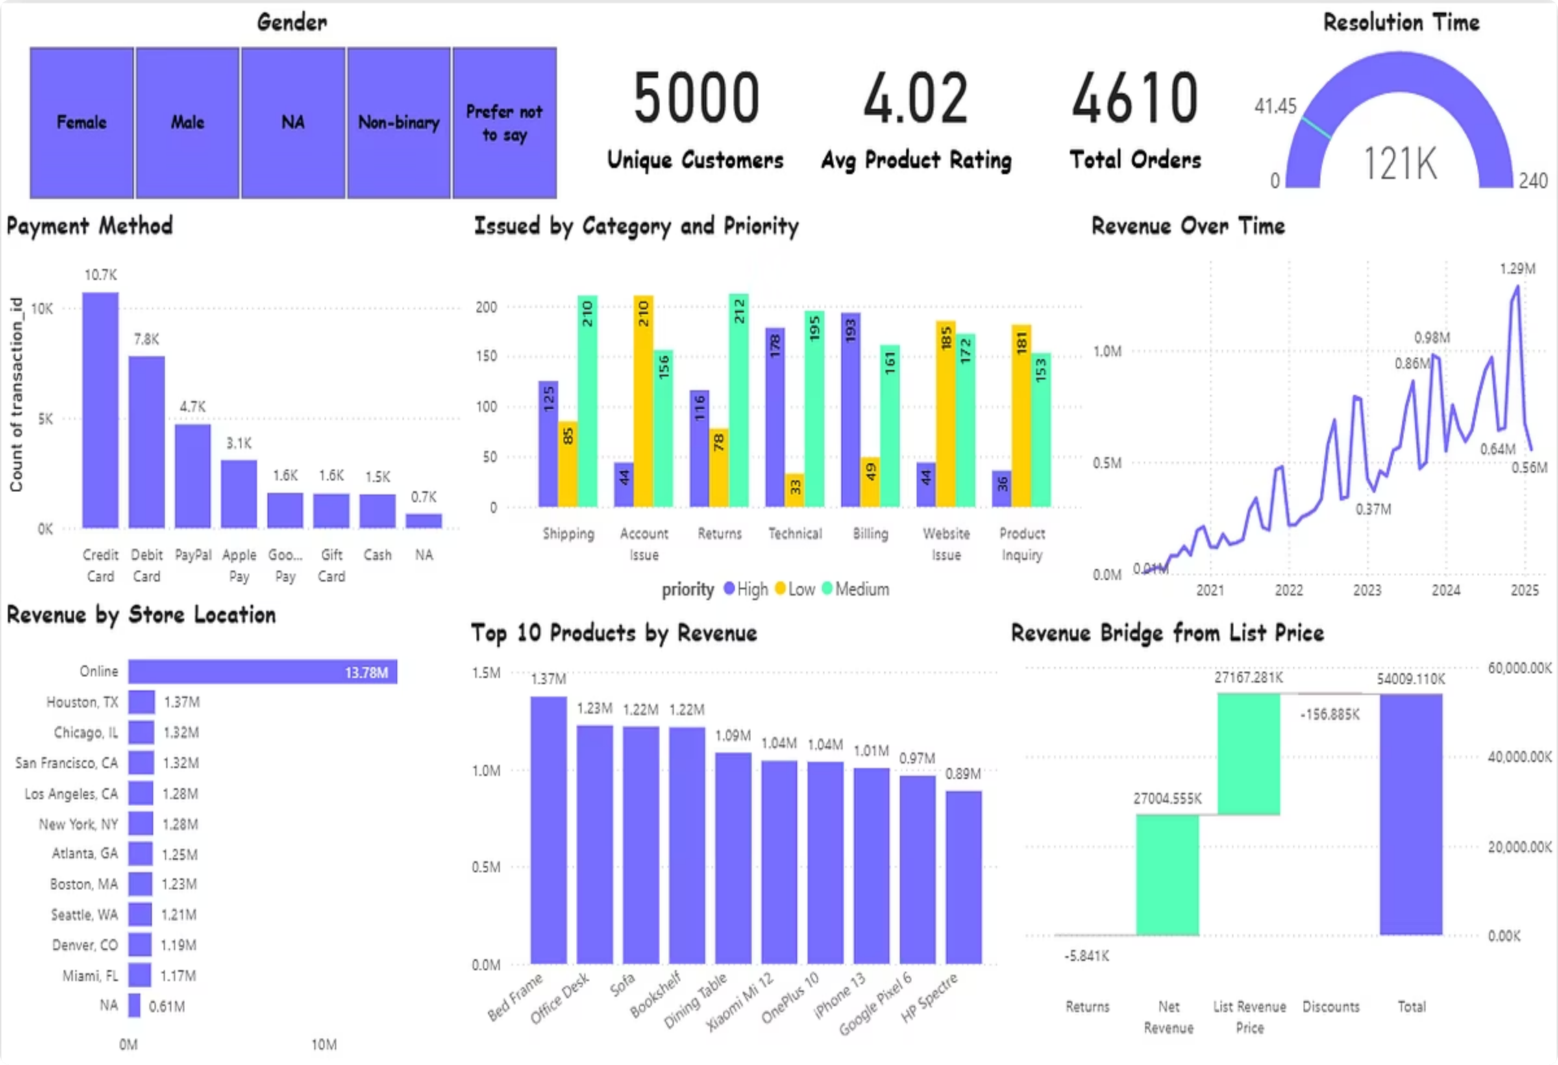 Gender
Female
Male
NA
Non-binary
Prefer not
to say
5000
Unique Customers
4.02
Avg Product Rating
4610
Total Orders
Resolution Time
41.45
0
121K
240
Payment Method
Count of transaction_id
10K
5K
0K
10.7K
7.8K
4.7K
3.1K
1.6K
1.6K
1.5K
0.7K
Credit
Card
Debit
Card
PayPal
Apple
Pay
Goo...
Pay
Gift
Card
Cash
NA
Issued by Category and Priority
200
150
100
50
0
125
85
210
44
210
156
116
78
212
178
33
195
193
49
161
44
185
172
36
181
153
Shipping
Account
Issue
Returns
Technical
Billing
Website
Issue
Product
Inquiry
priority High Low Medium
Revenue Over Time
1.0M
0.5M
0.0M
0.01M
0.37M
0.86M
0.98M
1.29M
0.64M
0.56M
2021
2022
2023
2024
2025
Revenue by Store Location
Online 13.78M
Houston, TX 1.37M
Chicago, IL 1.32M
San Francisco, CA 1.32M
Los Angeles, CA 1.28M
New York, NY 1.28M
Atlanta, GA 1.25M
Boston, MA 1.23M
Seattle, WA 1.21M
Denver, CO 1.19M
Miami, FL 1.17M
NA 0.61M
0M
10M
Top 10 Products by Revenue
1.5M
1.0M
0.5M
0.0M
1.37M
1.23M
1.22M
1.22M
1.09M
1.04M
1.04M
1.01M
0.97M
0.89M
Bed Frame
Office Desk
Sofa
Bookshelf
Dining Table
Xiaomi Mi 12
OnePlus 10
iPhone 13
Google Pixel 6
HP Spectre
Revenue Bridge from List Price
60,000.00K
40,000.00K
20,000.00K
0.00K
-5.841K
27004.555K
27167.281K
-156.885K
54009.110K
Returns
Net
Revenue
List Revenue
Price
Discounts
Total